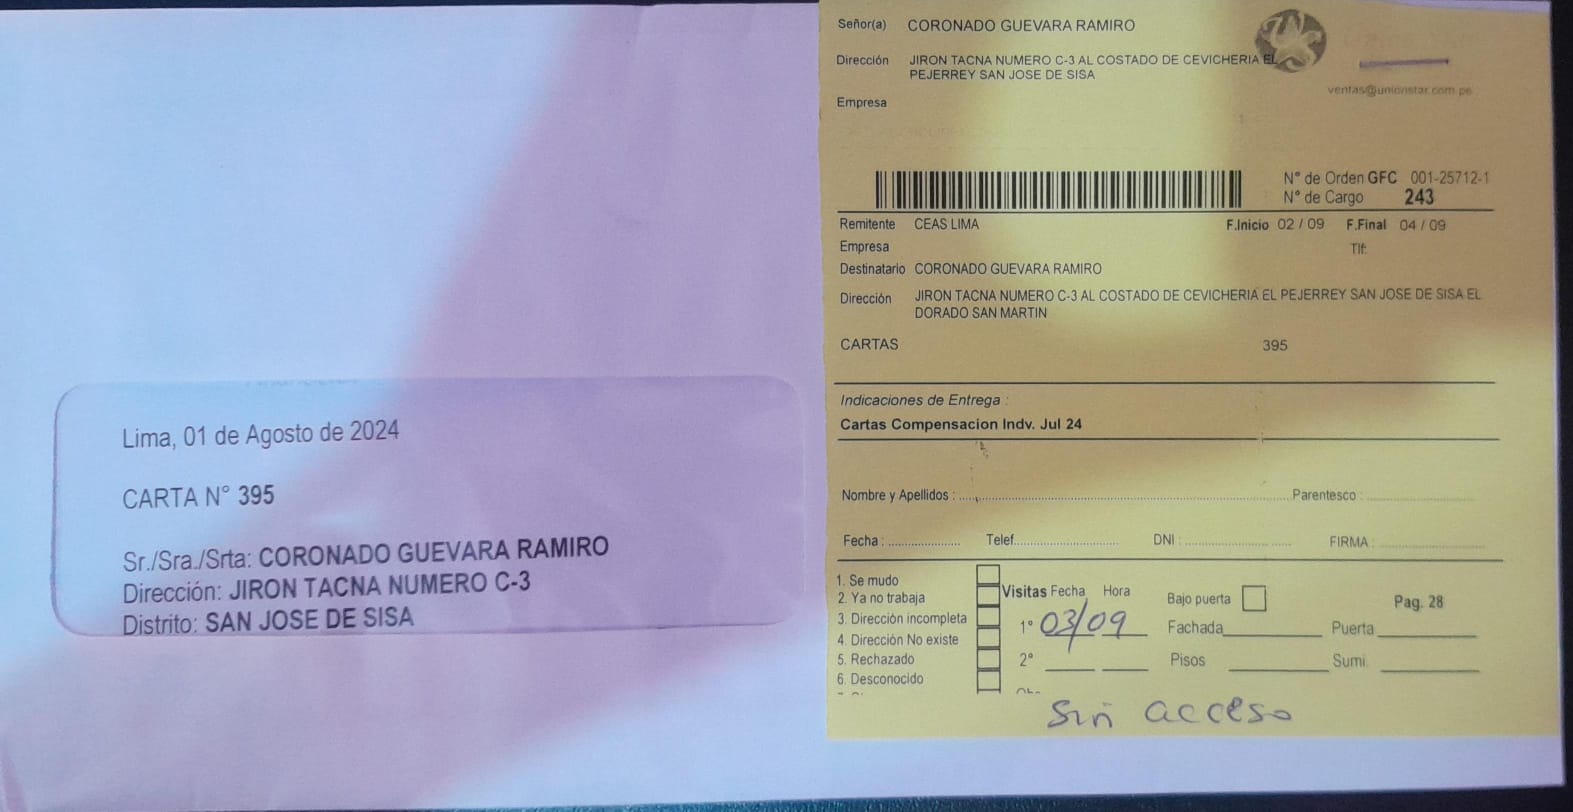 Lima, 01 de Agosto de 2024
CARTA N° 395
Sr./Sra./Srta: CORONADO GUEVARA RAMIRO
Dirección: JIRON TACNA NUMERO C-3
Distrito: SAN JOSE DE SISA
Señor(a) CORONADO GUEVARA RAMIRO
Dirección JIRON TACNA NUMERO C-3 AL COSTADO DE CEVICHERIA EL
PEJERREY SAN JOSE DE SISA
ventas@unionstar.com.pe
Empresa
N° de Orden GFC 001-25712-1
N° de Cargo 243
Remitente CEAS LIMA F.Inicio 02 / 09 F.Final 04 / 09
Empresa Tlf:
Destinatario CORONADO GUEVARA RAMIRO
Dirección JIRON TACNA NUMERO C-3 AL COSTADO DE CEVICHERIA EL PEJERREY SAN JOSE DE SISA EL
DORADO SAN MARTIN
CARTAS 395
Indicaciones de Entrega :
Cartas Compensacion Indv. Jul 24
Nombre y Apellidos : Parentesco :
Fecha : Telef. DNI : FIRMA :
1. Se mudo
2. Ya no trabaja
3. Dirección incompleta
4. Dirección No existe
5. Rechazado
6. Desconocido
Visitas Fecha Hora
1° 03/09
2°
Bajo puerta Pag. 28
Fachada Puerta
Pisos Sumi.
Sin acceso